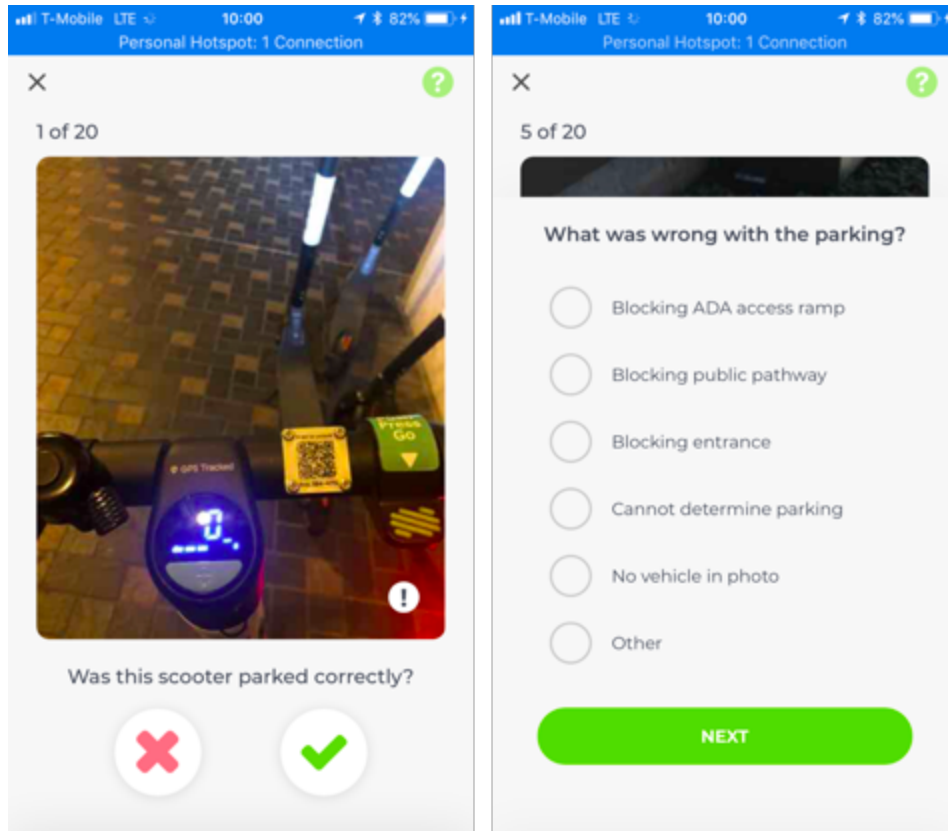 T-Mobile LTE 10:00 82%
Personal Hotspot: 1 Connection
?
1 of 20
Press
Go
GPS Tracked
0
!
Was this scooter parked correctly?
T-Mobile LTE 10:00 82%
Personal Hotspot: 1 Connection
?
5 of 20
What was wrong with the parking?
Blocking ADA access ramp
Blocking public pathway
Blocking entrance
Cannot determine parking
No vehicle in photo
Other
NEXT